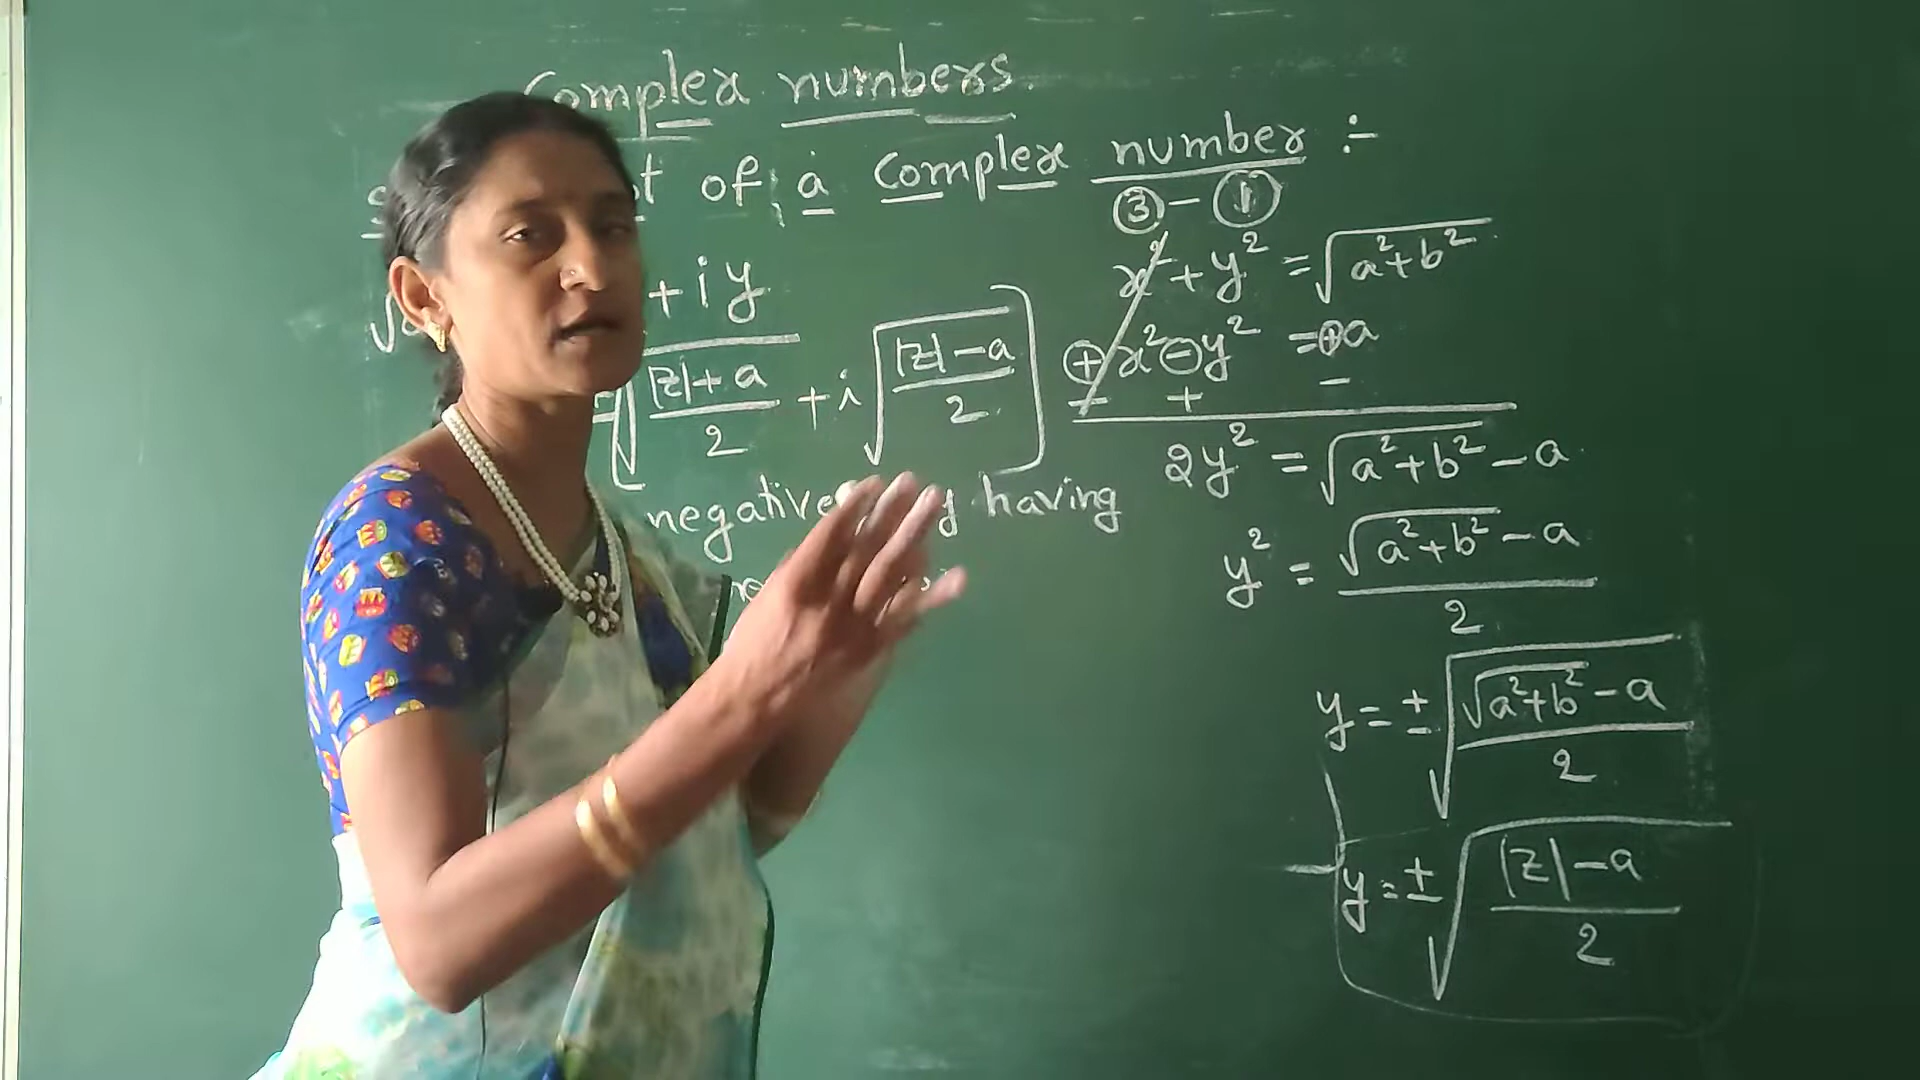 Complex numbers.
of a Complex number :-
+ i y
|z| + a / 2 + i √(|z| - a / 2) ]
negative having
③ - ①
x² + y² = √(a² + b²)
⊕ x² ⊖ y² = ⊕ a
- + -
2y² = √(a² + b²) - a
y² = (√(a² + b²) - a) / 2
y = ± √((√(a² + b²) - a) / 2)
y = ± √((|z| - a) / 2)